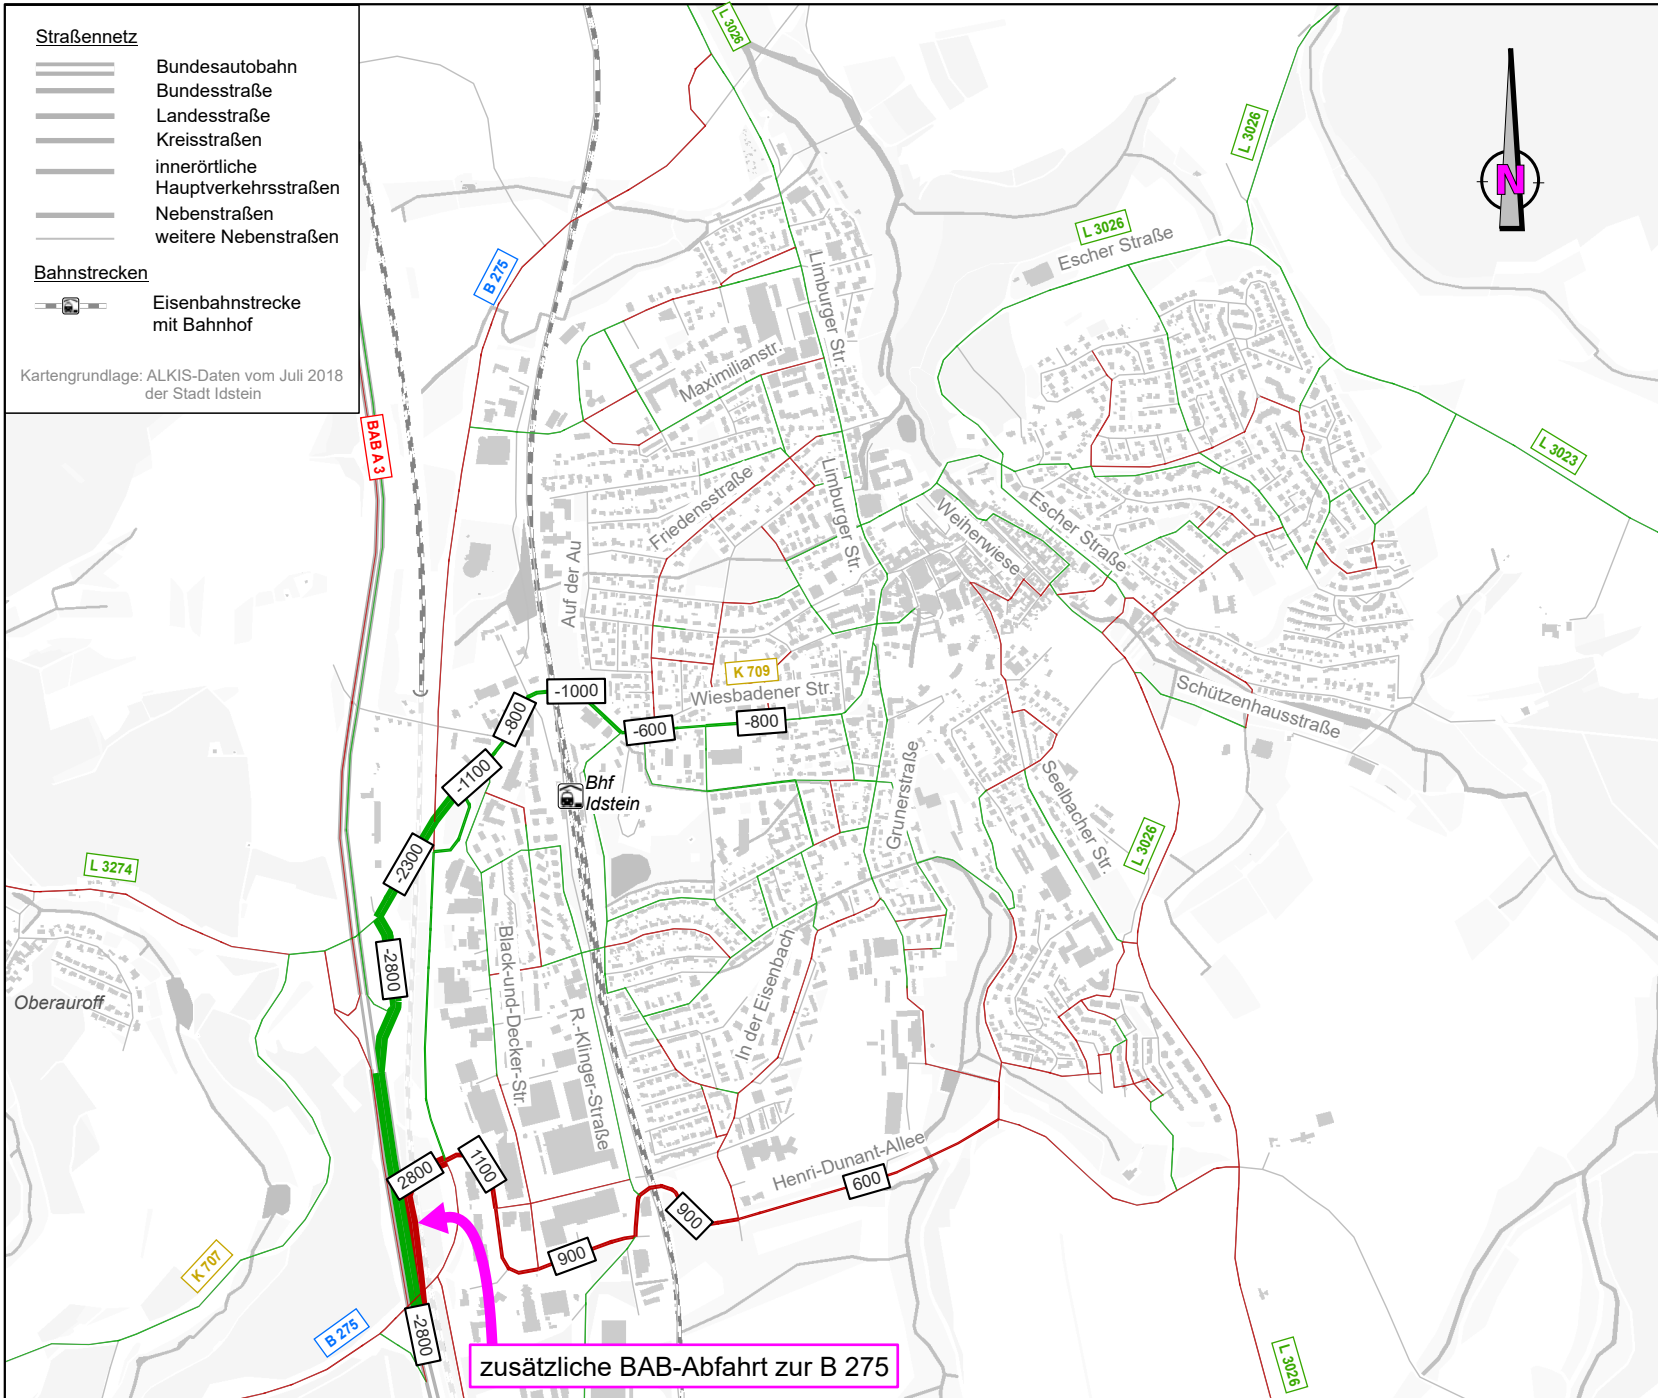 Straßennetz
Bundesautobahn
Bundesstraße
Landesstraße
Kreisstraßen
innerörtliche
Hauptverkehrsstraßen
Nebenstraßen
weitere Nebenstraßen
Bahnstrecken
Eisenbahnstrecke
mit Bahnhof
Kartengrundlage: ALKIS-Daten vom Juli 2018
der Stadt Idstein
L 3026
L 3026
N
L 3026
Escher Straße
B 275
Limburger Str.
Maximilianstr.
BAB A 3
L 3023
Limburger Str.
Friedensstraße
Weiherwiese
Escher Straße
Auf der Au
K 709
Wiesbadener Str.
Schützenhausstraße
-1000
-800
-600
-800
-1100
Bhf
Idstein
Grunerstraße
Seelbacher Str.
L 3026
-2300
L 3274
-2800
Oberauroff
Black-und-Decker-Str.
In der Eisenbach
R.-Klinger-Straße
2800
1100
Henri-Dunant-Allee
600
900
900
K 707
B 275
-2800
zusätzliche BAB-Abfahrt zur B 275
L 3026